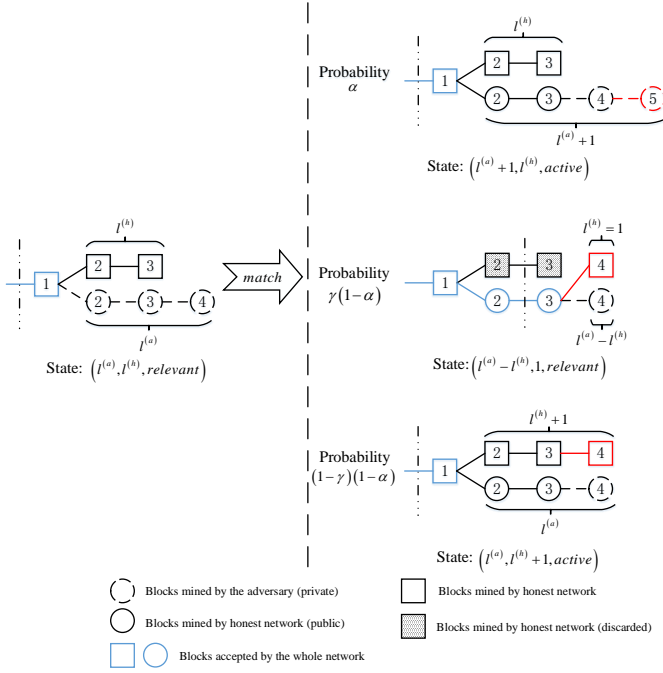 l^{(h)}
Probability
α
1
2
3
2
3
4
5
l^{(a)}+1
State: (l^{(a)}+1, l^{(h)}, active)
l^{(h)}
1
2
3
2
3
4
l^{(a)}
State: (l^{(a)}, l^{(h)}, relevant)
match
Probability
γ(1-α)
l^{(h)}=1
1
2
3
4
2
3
4
l^{(a)}-l^{(h)}
State: (l^{(a)}-l^{(h)}, 1, relevant)
Probability
(1-γ)(1-α)
l^{(h)}+1
1
2
3
4
2
3
4
l^{(a)}
State: (l^{(a)}, l^{(h)}+1, active)
Blocks mined by the adversary (private)
Blocks mined by honest network
Blocks mined by honest network (public)
Blocks mined by honest network (discarded)
Blocks accepted by the whole network